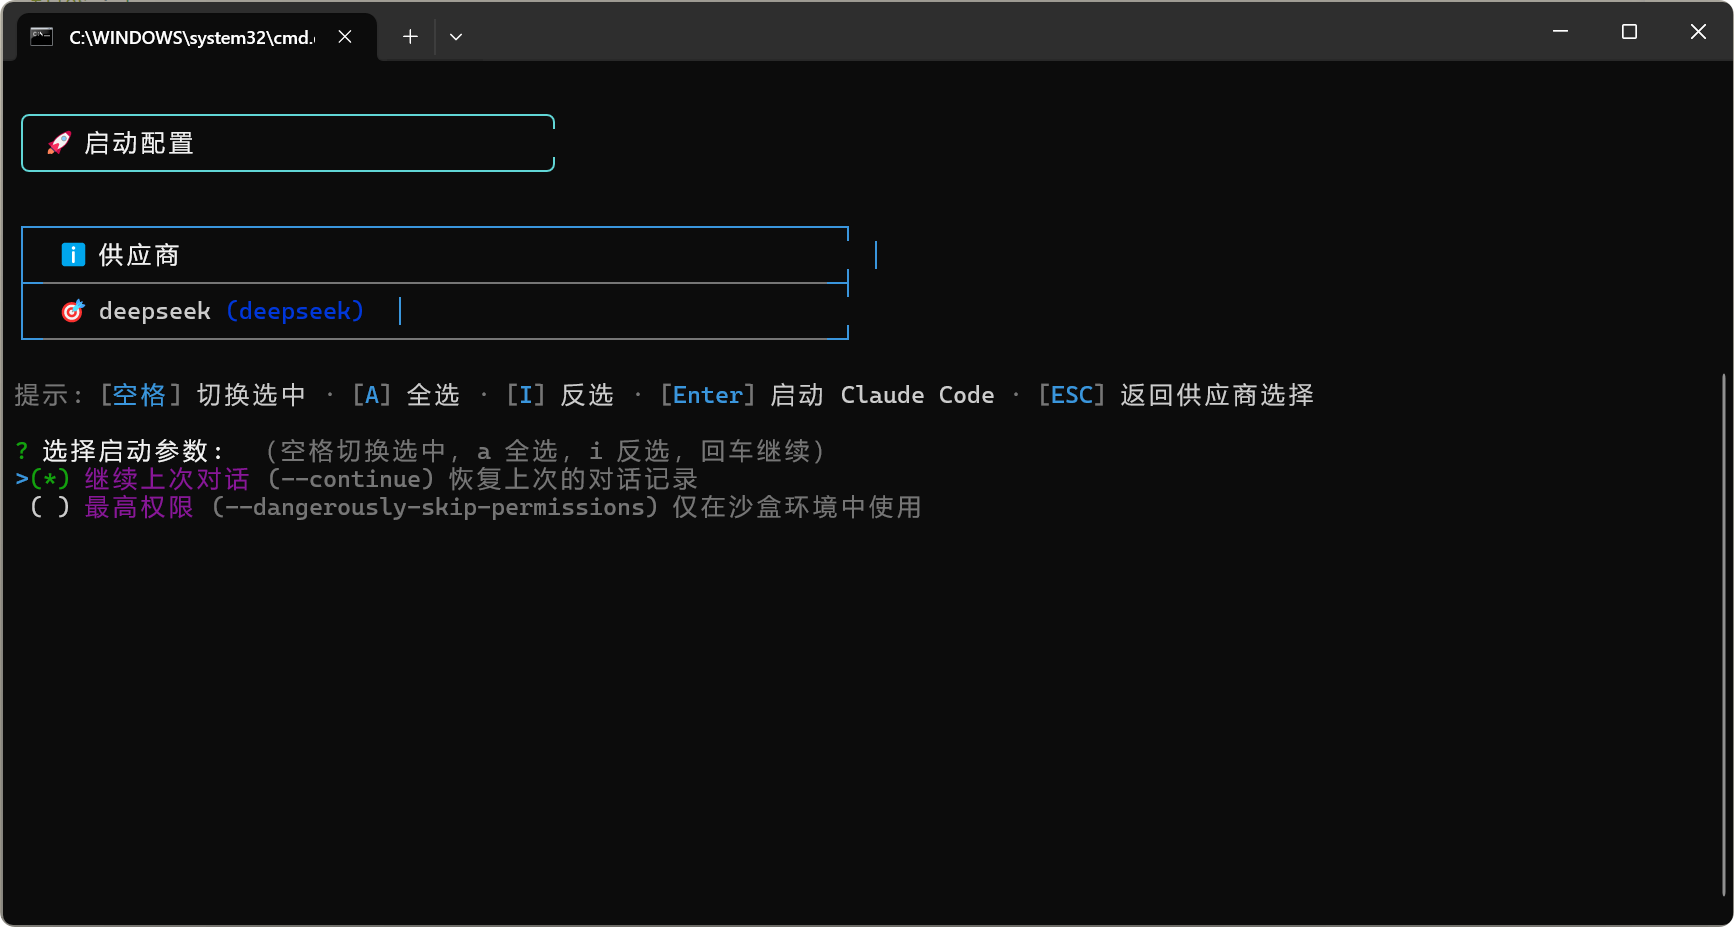 C:\WINDOWS\system32\cmd.
🚀 启动配置
ℹ️ 供应商
🎯 deepseek (deepseek)
提示: [空格] 切换选中 · [A] 全选 · [I] 反选 · [Enter] 启动 Claude Code · [ESC] 返回供应商选择
? 选择启动参数: (空格切换选中, a 全选, i 反选, 回车继续)
>(*) 继续上次对话 (--continue) 恢复上次的对话记录
( ) 最高权限 (--dangerously-skip-permissions) 仅在沙盒环境中使用